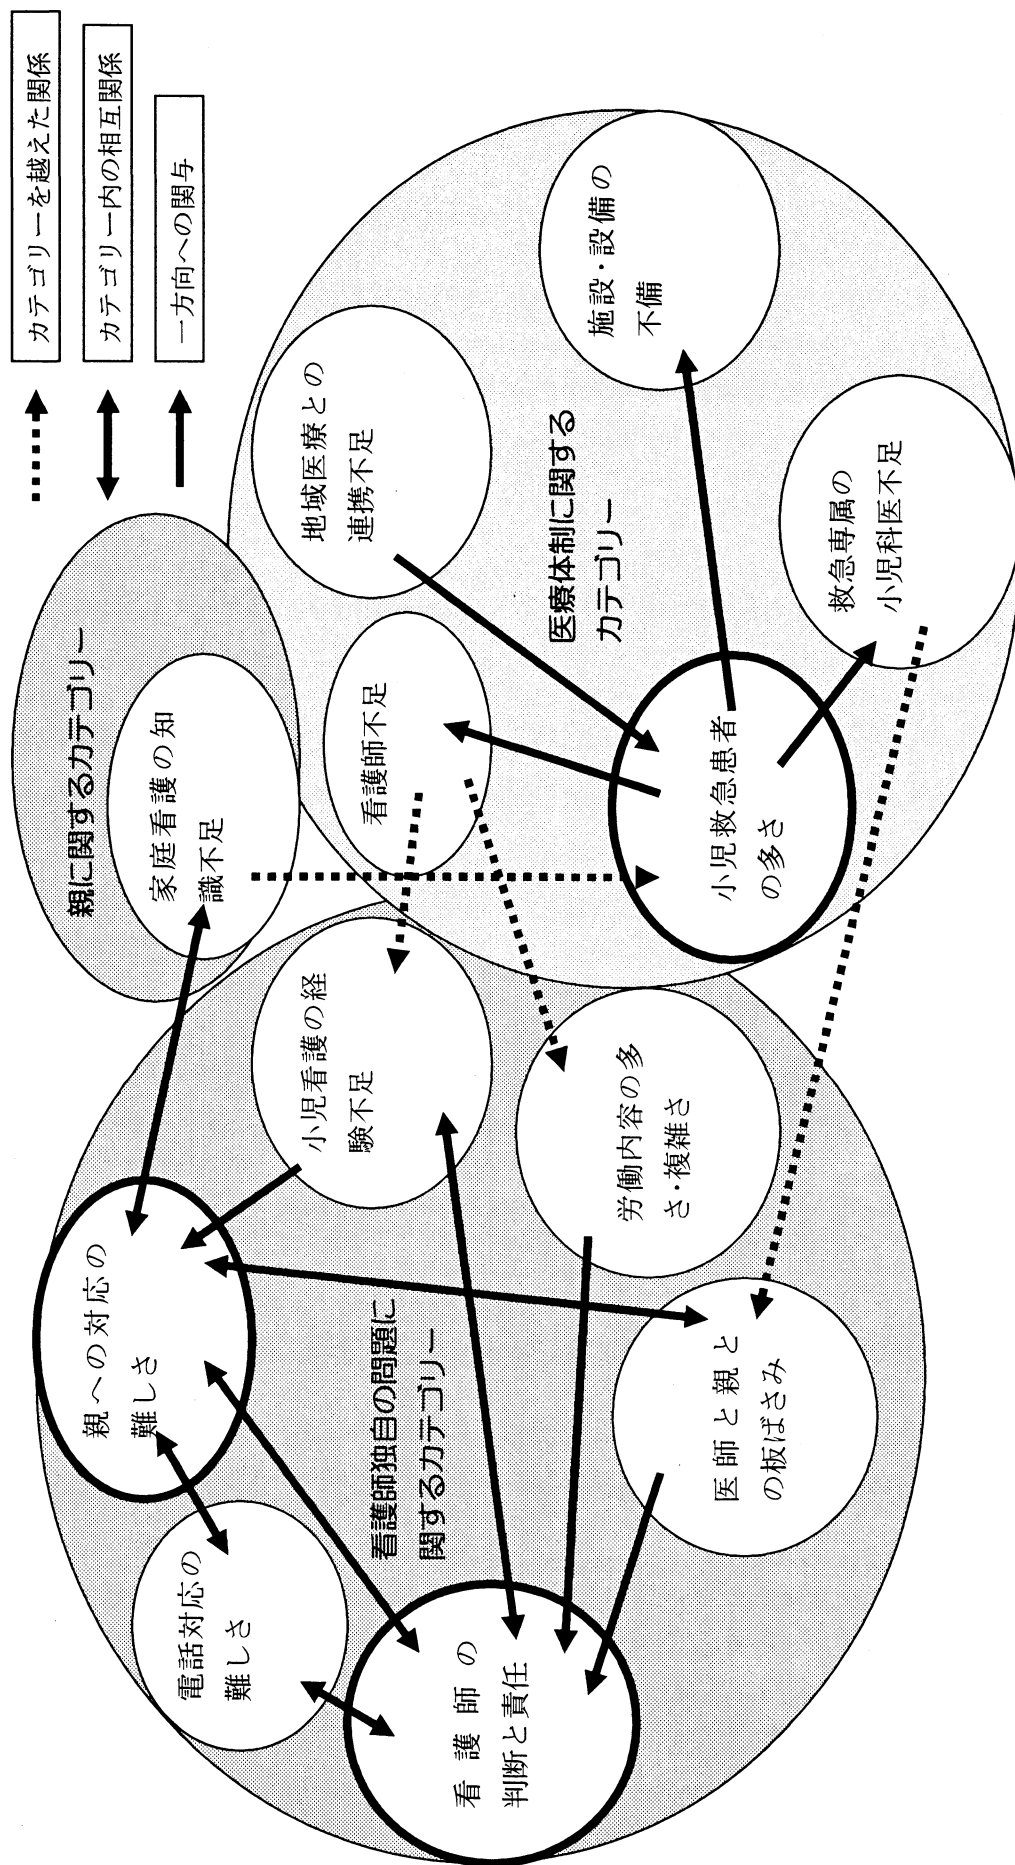 カテゴリーを越えた関係
カテゴリー内の相互関係
一方向への関与
親に関するカテゴリー
家庭看護の知
識不足
親への対応の
難しさ
電話対応の
難しさ
小児看護の経
験不足
看護師独自の問題に
関するカテゴリー
看護師の
判断と責任
労働内容の多
さ・複雑さ
医師と親と
の板ばさみ
地域医療との
連携不足
看護師不足
医療体制に関する
カテゴリー
施設・設備の
不備
小児救急患者
の多さ
救急専属の
小児科医不足